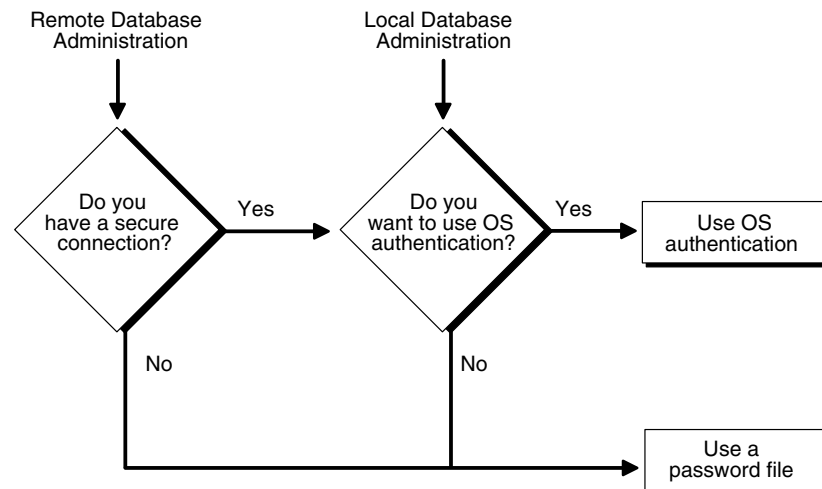 Remote Database
Administration
Local Database
Administration
Do you
have a secure
connection?
Yes
Do you
want to use OS
authentication?
Yes
Use OS
authentication
No
No
Use a
password file